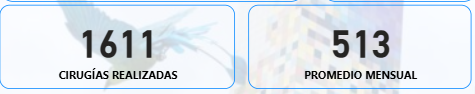 1611
CIRUGÍAS REALIZADAS
513
PROMEDIO MENSUAL